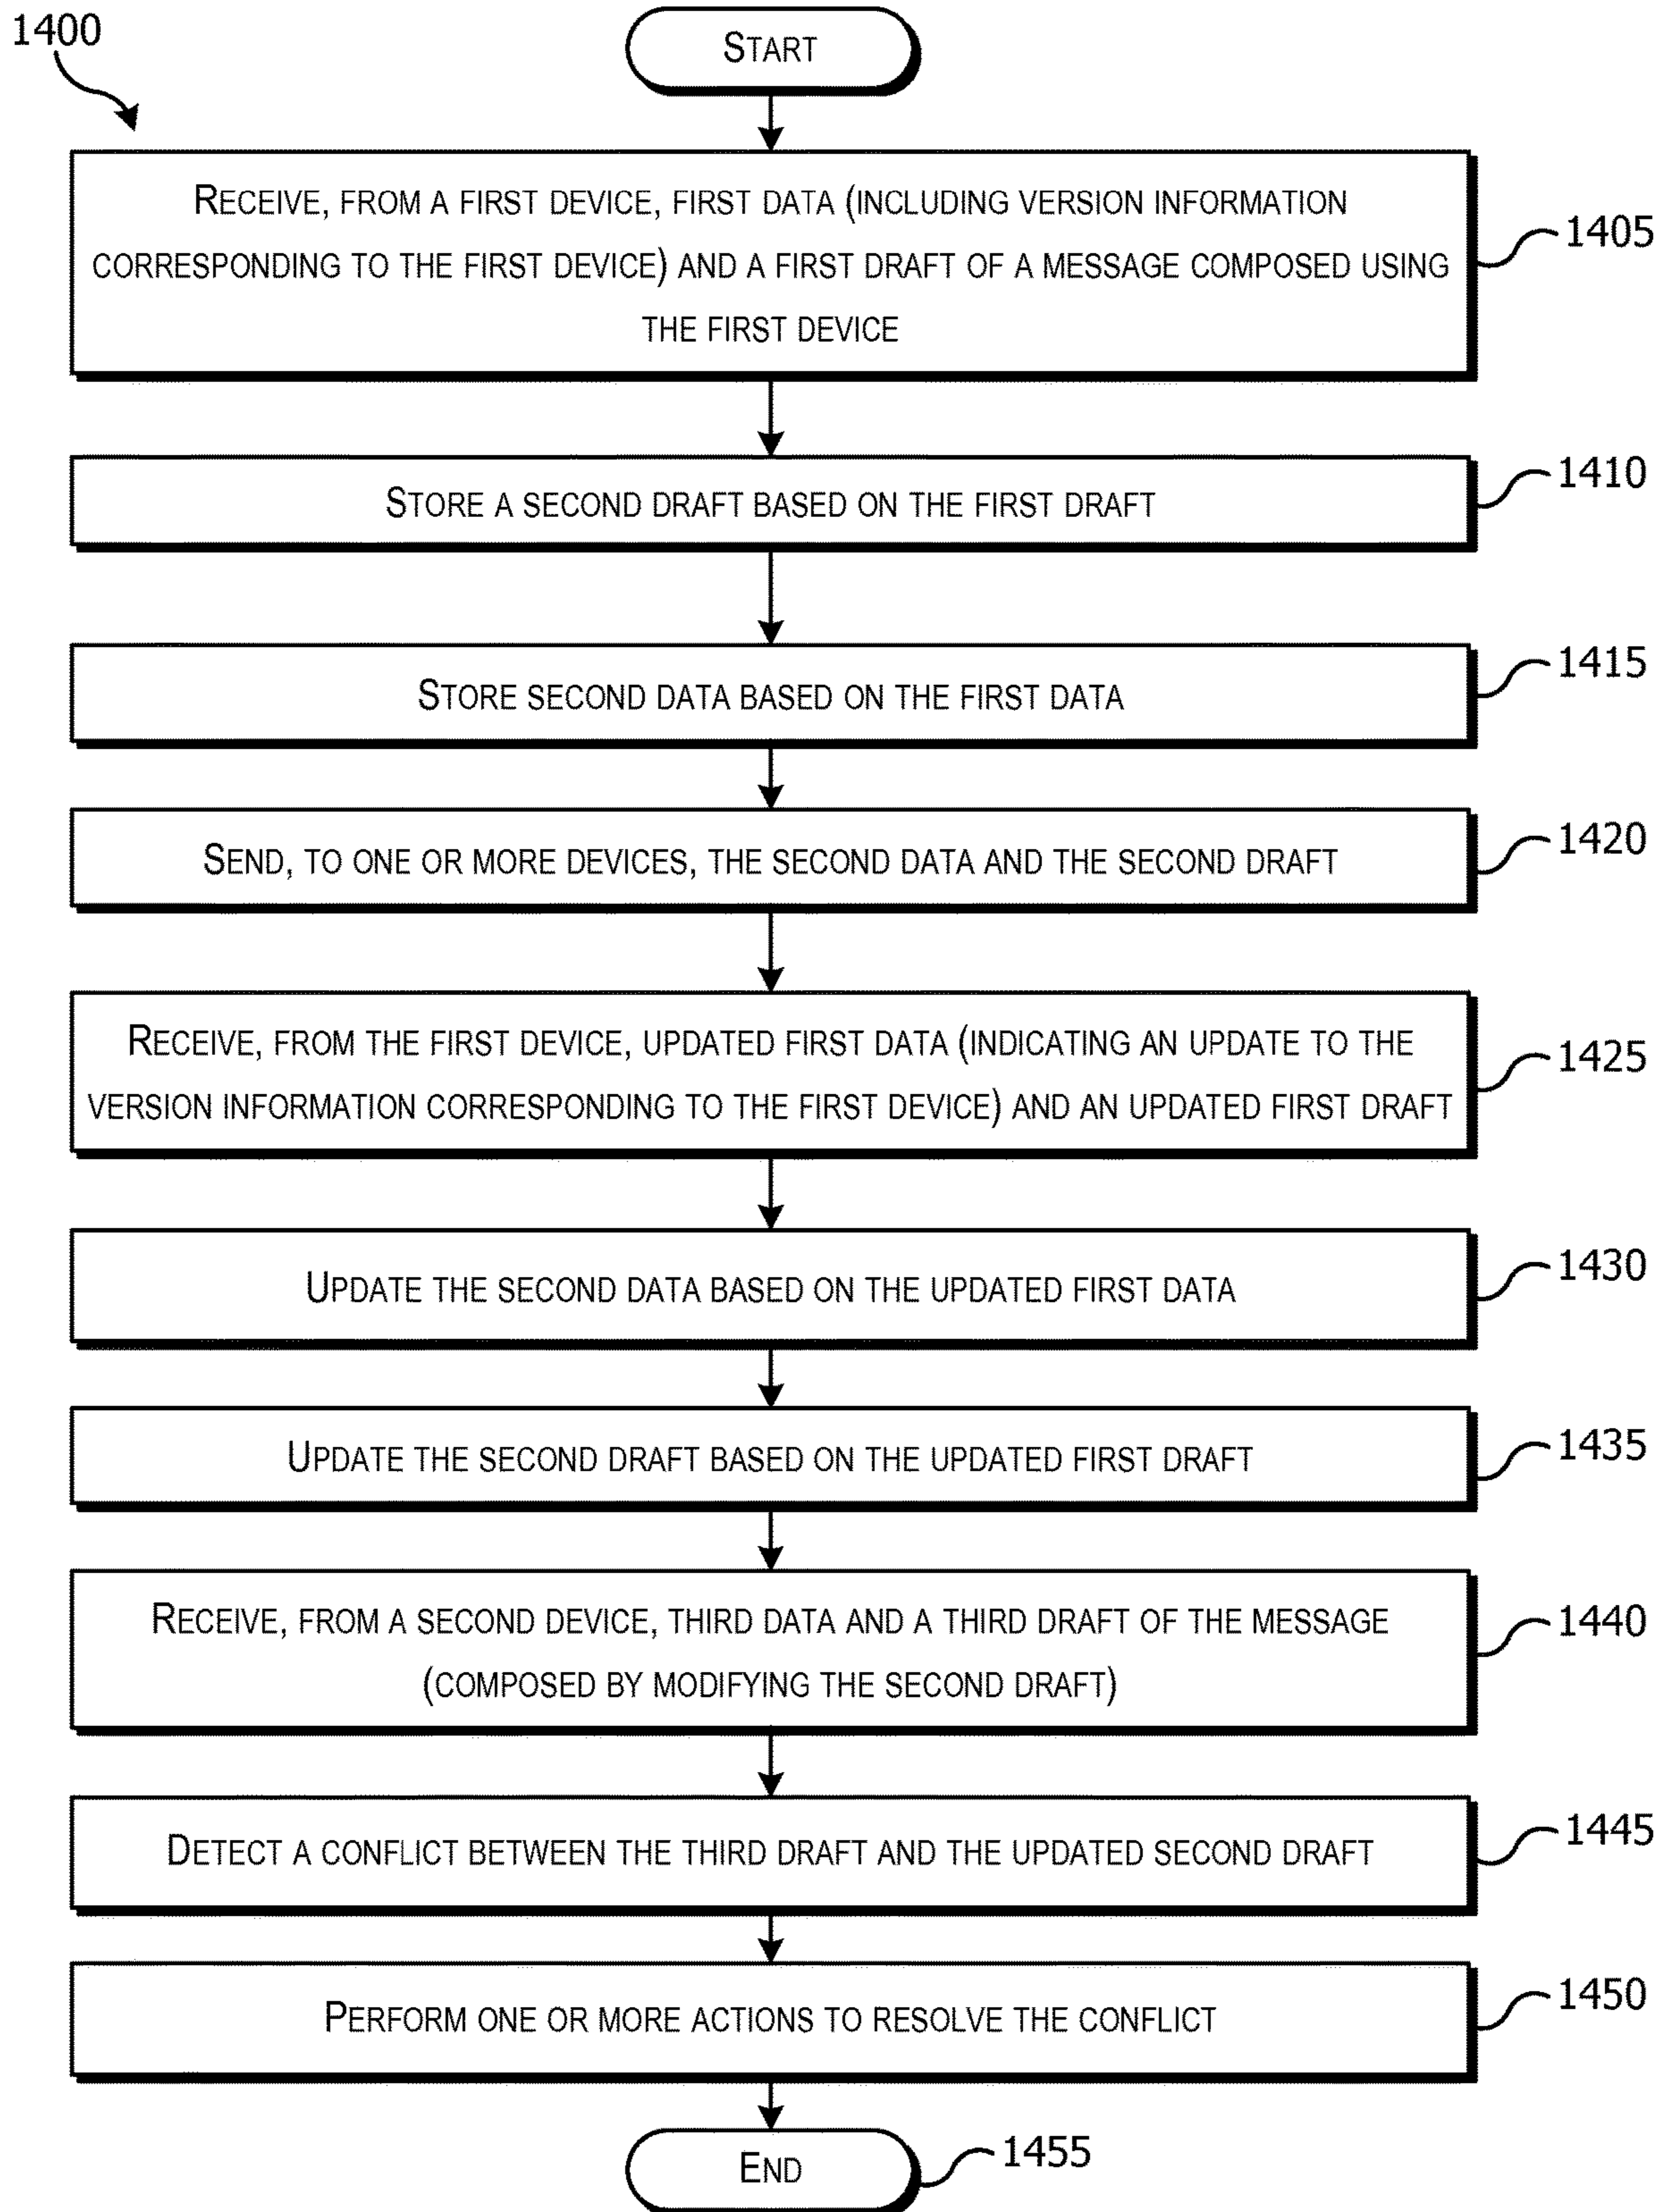 1400
START
RECEIVE, FROM A FIRST DEVICE, FIRST DATA (INCLUDING VERSION INFORMATION
CORRESPONDING TO THE FIRST DEVICE) AND A FIRST DRAFT OF A MESSAGE COMPOSED USING
THE FIRST DEVICE
1405
STORE A SECOND DRAFT BASED ON THE FIRST DRAFT
1410
STORE SECOND DATA BASED ON THE FIRST DATA
1415
SEND, TO ONE OR MORE DEVICES, THE SECOND DATA AND THE SECOND DRAFT
1420
RECEIVE, FROM THE FIRST DEVICE, UPDATED FIRST DATA (INDICATING AN UPDATE TO THE
VERSION INFORMATION CORRESPONDING TO THE FIRST DEVICE) AND AN UPDATED FIRST DRAFT
1425
UPDATE THE SECOND DATA BASED ON THE UPDATED FIRST DATA
1430
UPDATE THE SECOND DRAFT BASED ON THE UPDATED FIRST DRAFT
1435
RECEIVE, FROM A SECOND DEVICE, THIRD DATA AND A THIRD DRAFT OF THE MESSAGE
(COMPOSED BY MODIFYING THE SECOND DRAFT)
1440
DETECT A CONFLICT BETWEEN THE THIRD DRAFT AND THE UPDATED SECOND DRAFT
1445
PERFORM ONE OR MORE ACTIONS TO RESOLVE THE CONFLICT
1450
END
1455